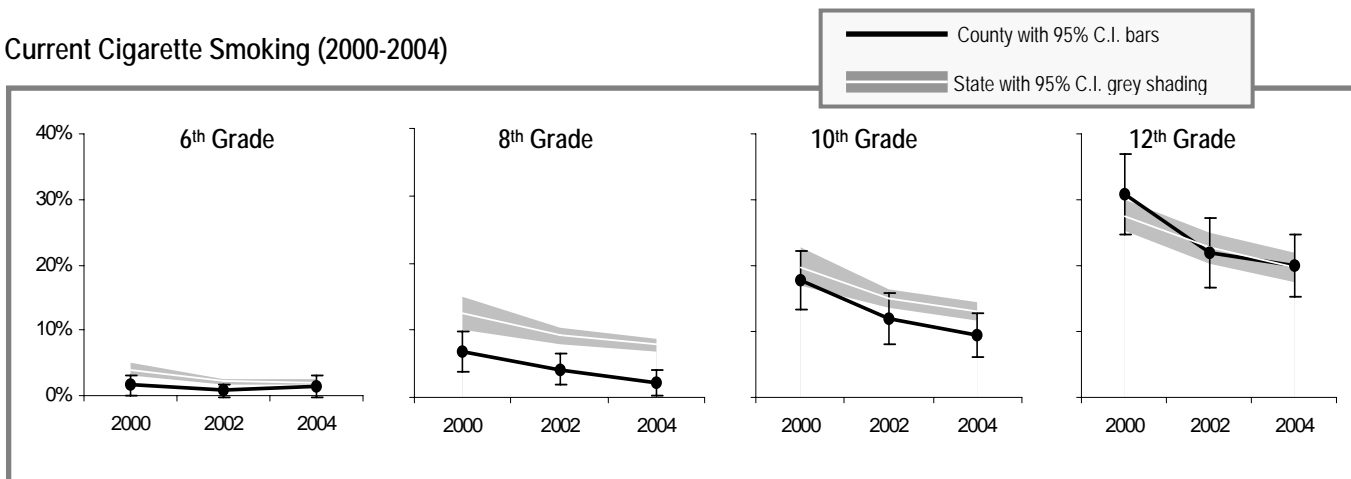 Current Cigarette Smoking (2000-2004)
County with 95% C.I. bars
State with 95% C.I. grey shading
6th Grade
8th Grade
10th Grade
12th Grade
40%
30%
20%
10%
0%
2000 2002 2004
2000 2002 2004
2000 2002 2004
2000 2002 2004